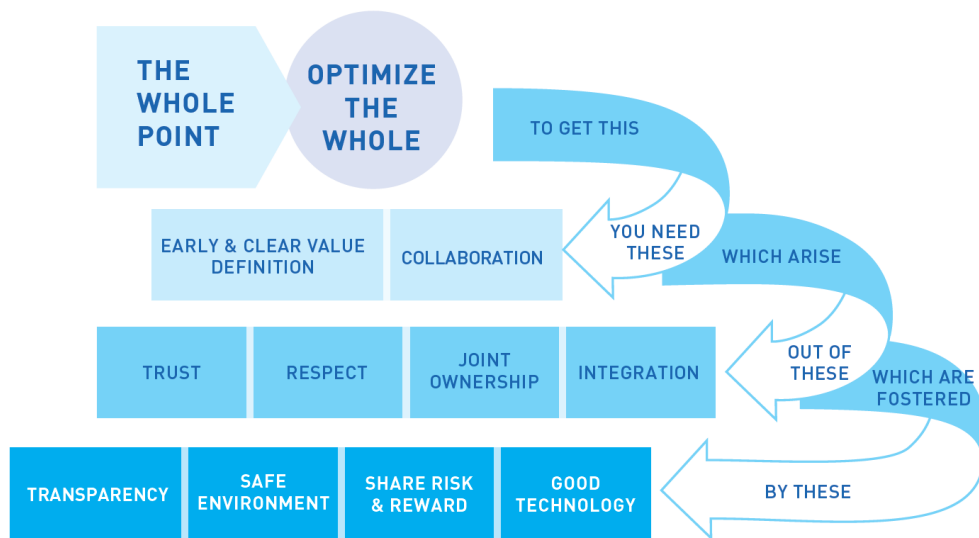 THE
WHOLE
POINT
OPTIMIZE
THE
WHOLE
TO GET THIS
YOU NEED
THESE
EARLY & CLEAR VALUE
DEFINITION
COLLABORATION
WHICH ARISE
OUT OF
THESE
TRUST
RESPECT
JOINT
OWNERSHIP
INTEGRATION
WHICH ARE
FOSTERED
BY THESE
TRANSPARENCY
SAFE
ENVIRONMENT
SHARE RISK
& REWARD
GOOD
TECHNOLOGY